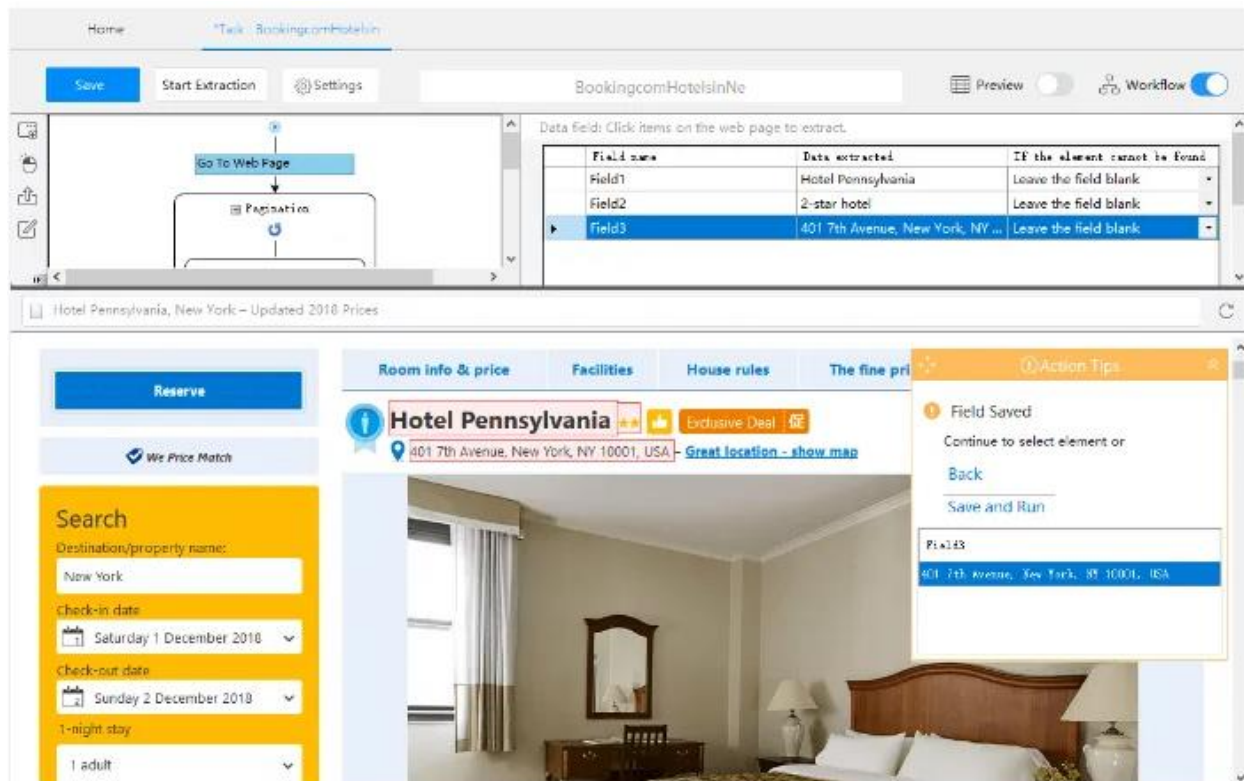 Home
*Task - BookingcomHotelsin
Save
Start Extraction
Settings
BookingcomHotelsinNe
Preview
Workflow
Go To Web Page
Pagination
Data field: Click items on the web page to extract.
Field name Data extracted If the element cannot be found
Field1 Hotel Pennsylvania Leave the field blank
Field2 2-star hotel Leave the field blank
Field3 401 7th Avenue, New York, NY ... Leave the field blank
Hotel Pennsylvania, New York – Updated 2018 Prices
Reserve
We Price Match
Search
Destination/property name:
New York
Check-in date
1
Saturday 1 December 2018
Check-out date
2
Sunday 2 December 2018
1-night stay
1 adult
Room info & price
Facilities
House rules
The fine pri
Hotel Pennsylvania
Exclusive Deal 促
401 7th Avenue, New York, NY 10001, USA – Great location - show map
Action Tips
Field Saved
Continue to select element or
Back
Save and Run
Field3
401 7th Avenue, New York, NY 10001, USA